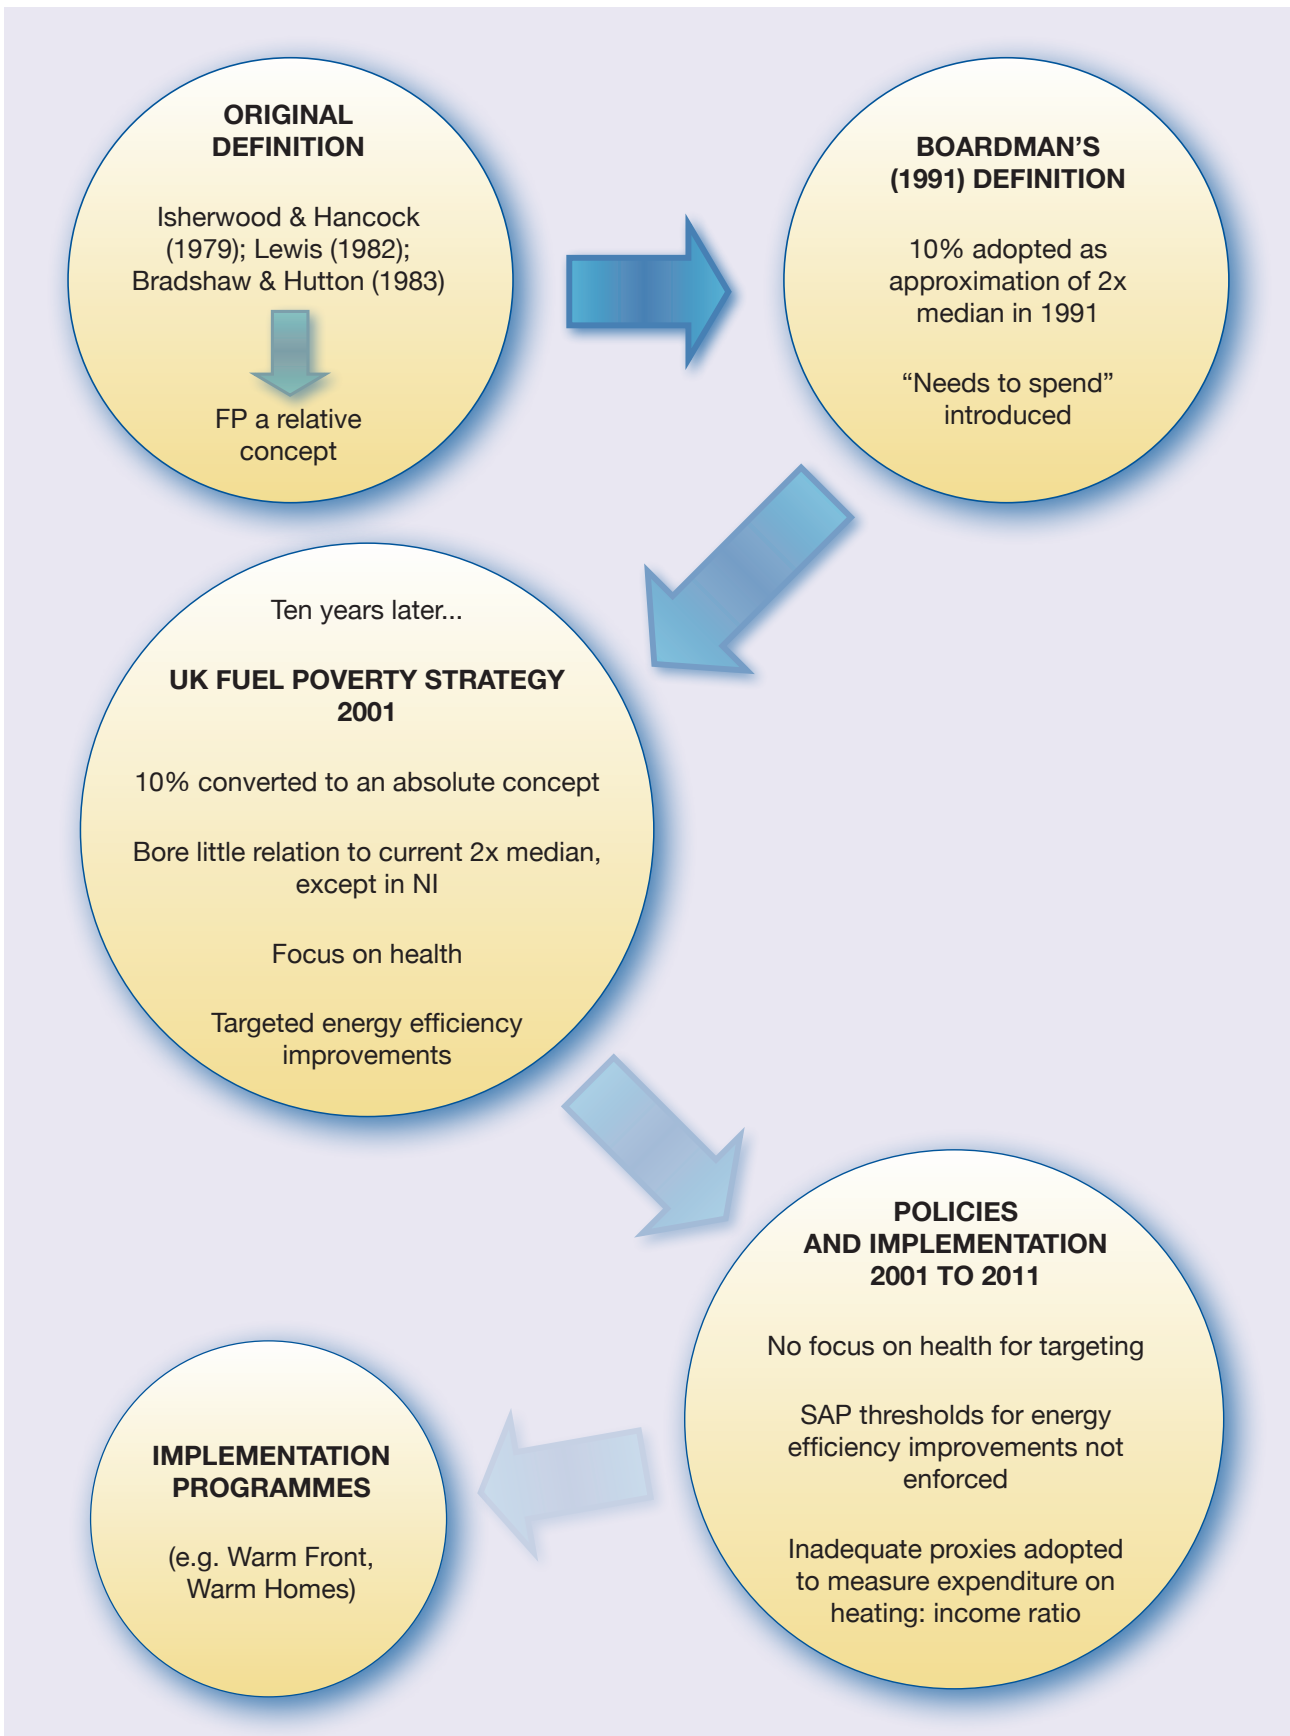 ORIGINAL
DEFINITION
Isherwood & Hancock
(1979); Lewis (1982);
Bradshaw & Hutton (1983)
FP a relative
concept
BOARDMAN’S
(1991) DEFINITION
10% adopted as
approximation of 2x
median in 1991
“Needs to spend”
introduced
Ten years later...
UK FUEL POVERTY STRATEGY
2001
10% converted to an absolute concept
Bore little relation to current 2x median,
except in NI
Focus on health
Targeted energy efficiency
improvements
POLICIES
AND IMPLEMENTATION
2001 TO 2011
No focus on health for targeting
SAP thresholds for energy
efficiency improvements not
enforced
Inadequate proxies adopted
to measure expenditure on
heating: income ratio
IMPLEMENTATION
PROGRAMMES
(e.g. Warm Front,
Warm Homes)